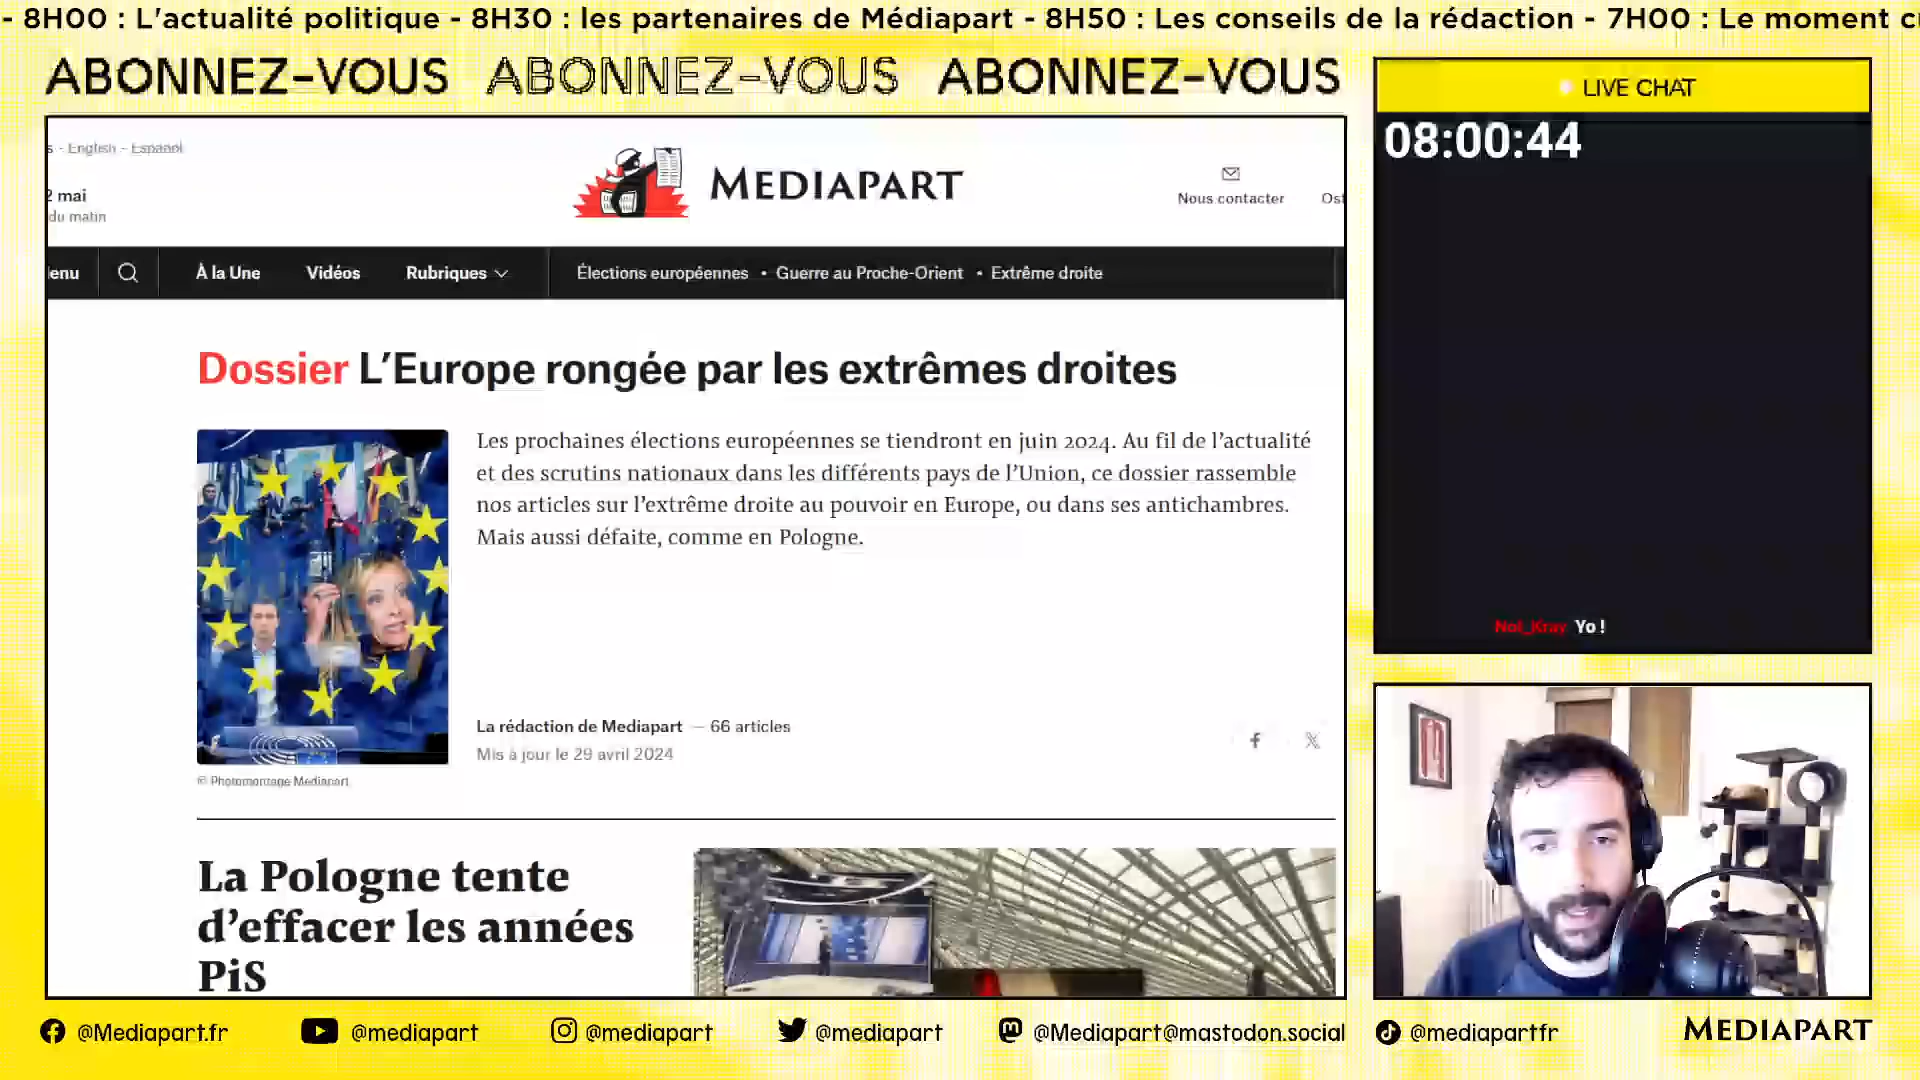 - 8H00 : L'actualité politique - 8H30 : les partenaires de Médiapart - 8H50 : Les conseils de la rédaction - 7H00 : Le moment
ABONNEZ-VOUS ABONNEZ-VOUS ABONNEZ-VOUS
LIVE CHAT
08:00:44
s - English - Español
2 mai
du matin
MEDIAPART
Nous contacter
enu
À la Une
Vidéos
Rubriques
Élections européennes • Guerre au Proche-Orient • Extrême droite
Dossier L’Europe rongée par les extrêmes droites
Les prochaines élections européennes se tiendront en juin 2024. Au fil de l’actualité
et des scrutins nationaux dans les différents pays de l’Union, ce dossier rassemble
nos articles sur l’extrême droite au pouvoir en Europe, ou dans ses antichambres.
Mais aussi défaite, comme en Pologne.
La rédaction de Mediapart — 66 articles
Mis à jour le 29 avril 2024
© Photomontage Mediapart
La Pologne tente
d’effacer les années
PiS
Not_Kray Yo !
@Mediapart.fr
@mediapart
@mediapart
@mediapart
@Mediapart@mastodon.social
@mediapartfr
MEDIAPART